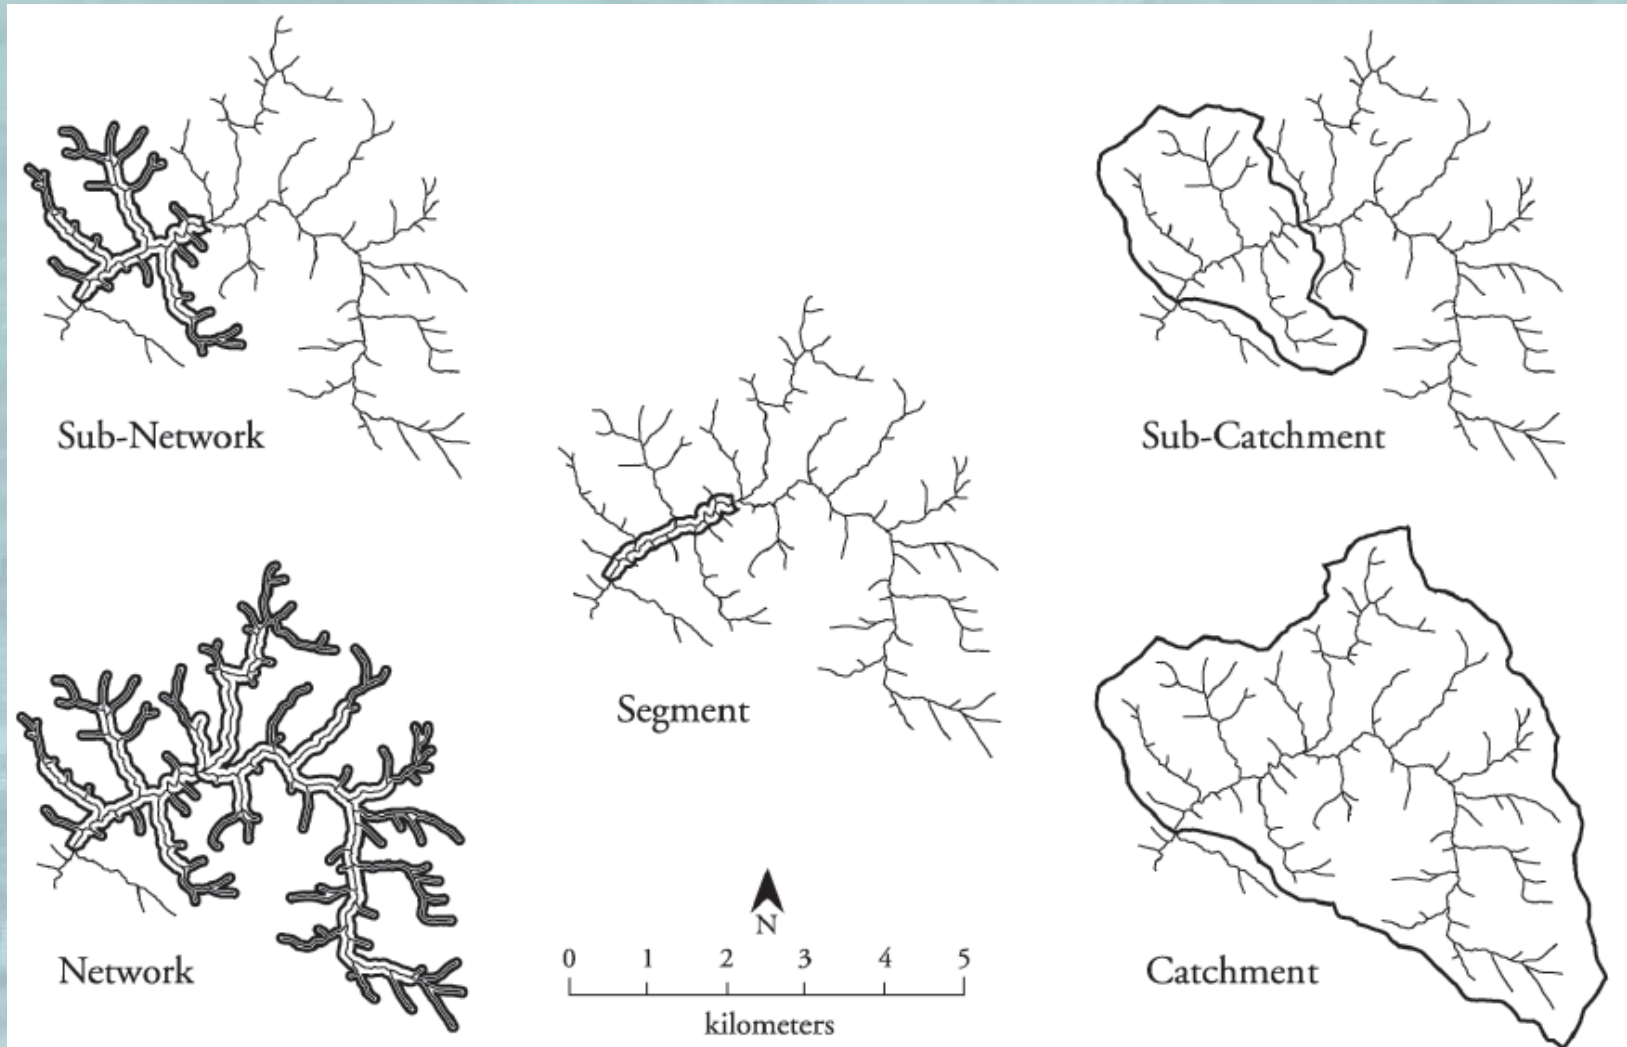 Sub-Network
Sub-Catchment
Segment
Network
Catchment
N
0 1 2 3 4 5
kilometers